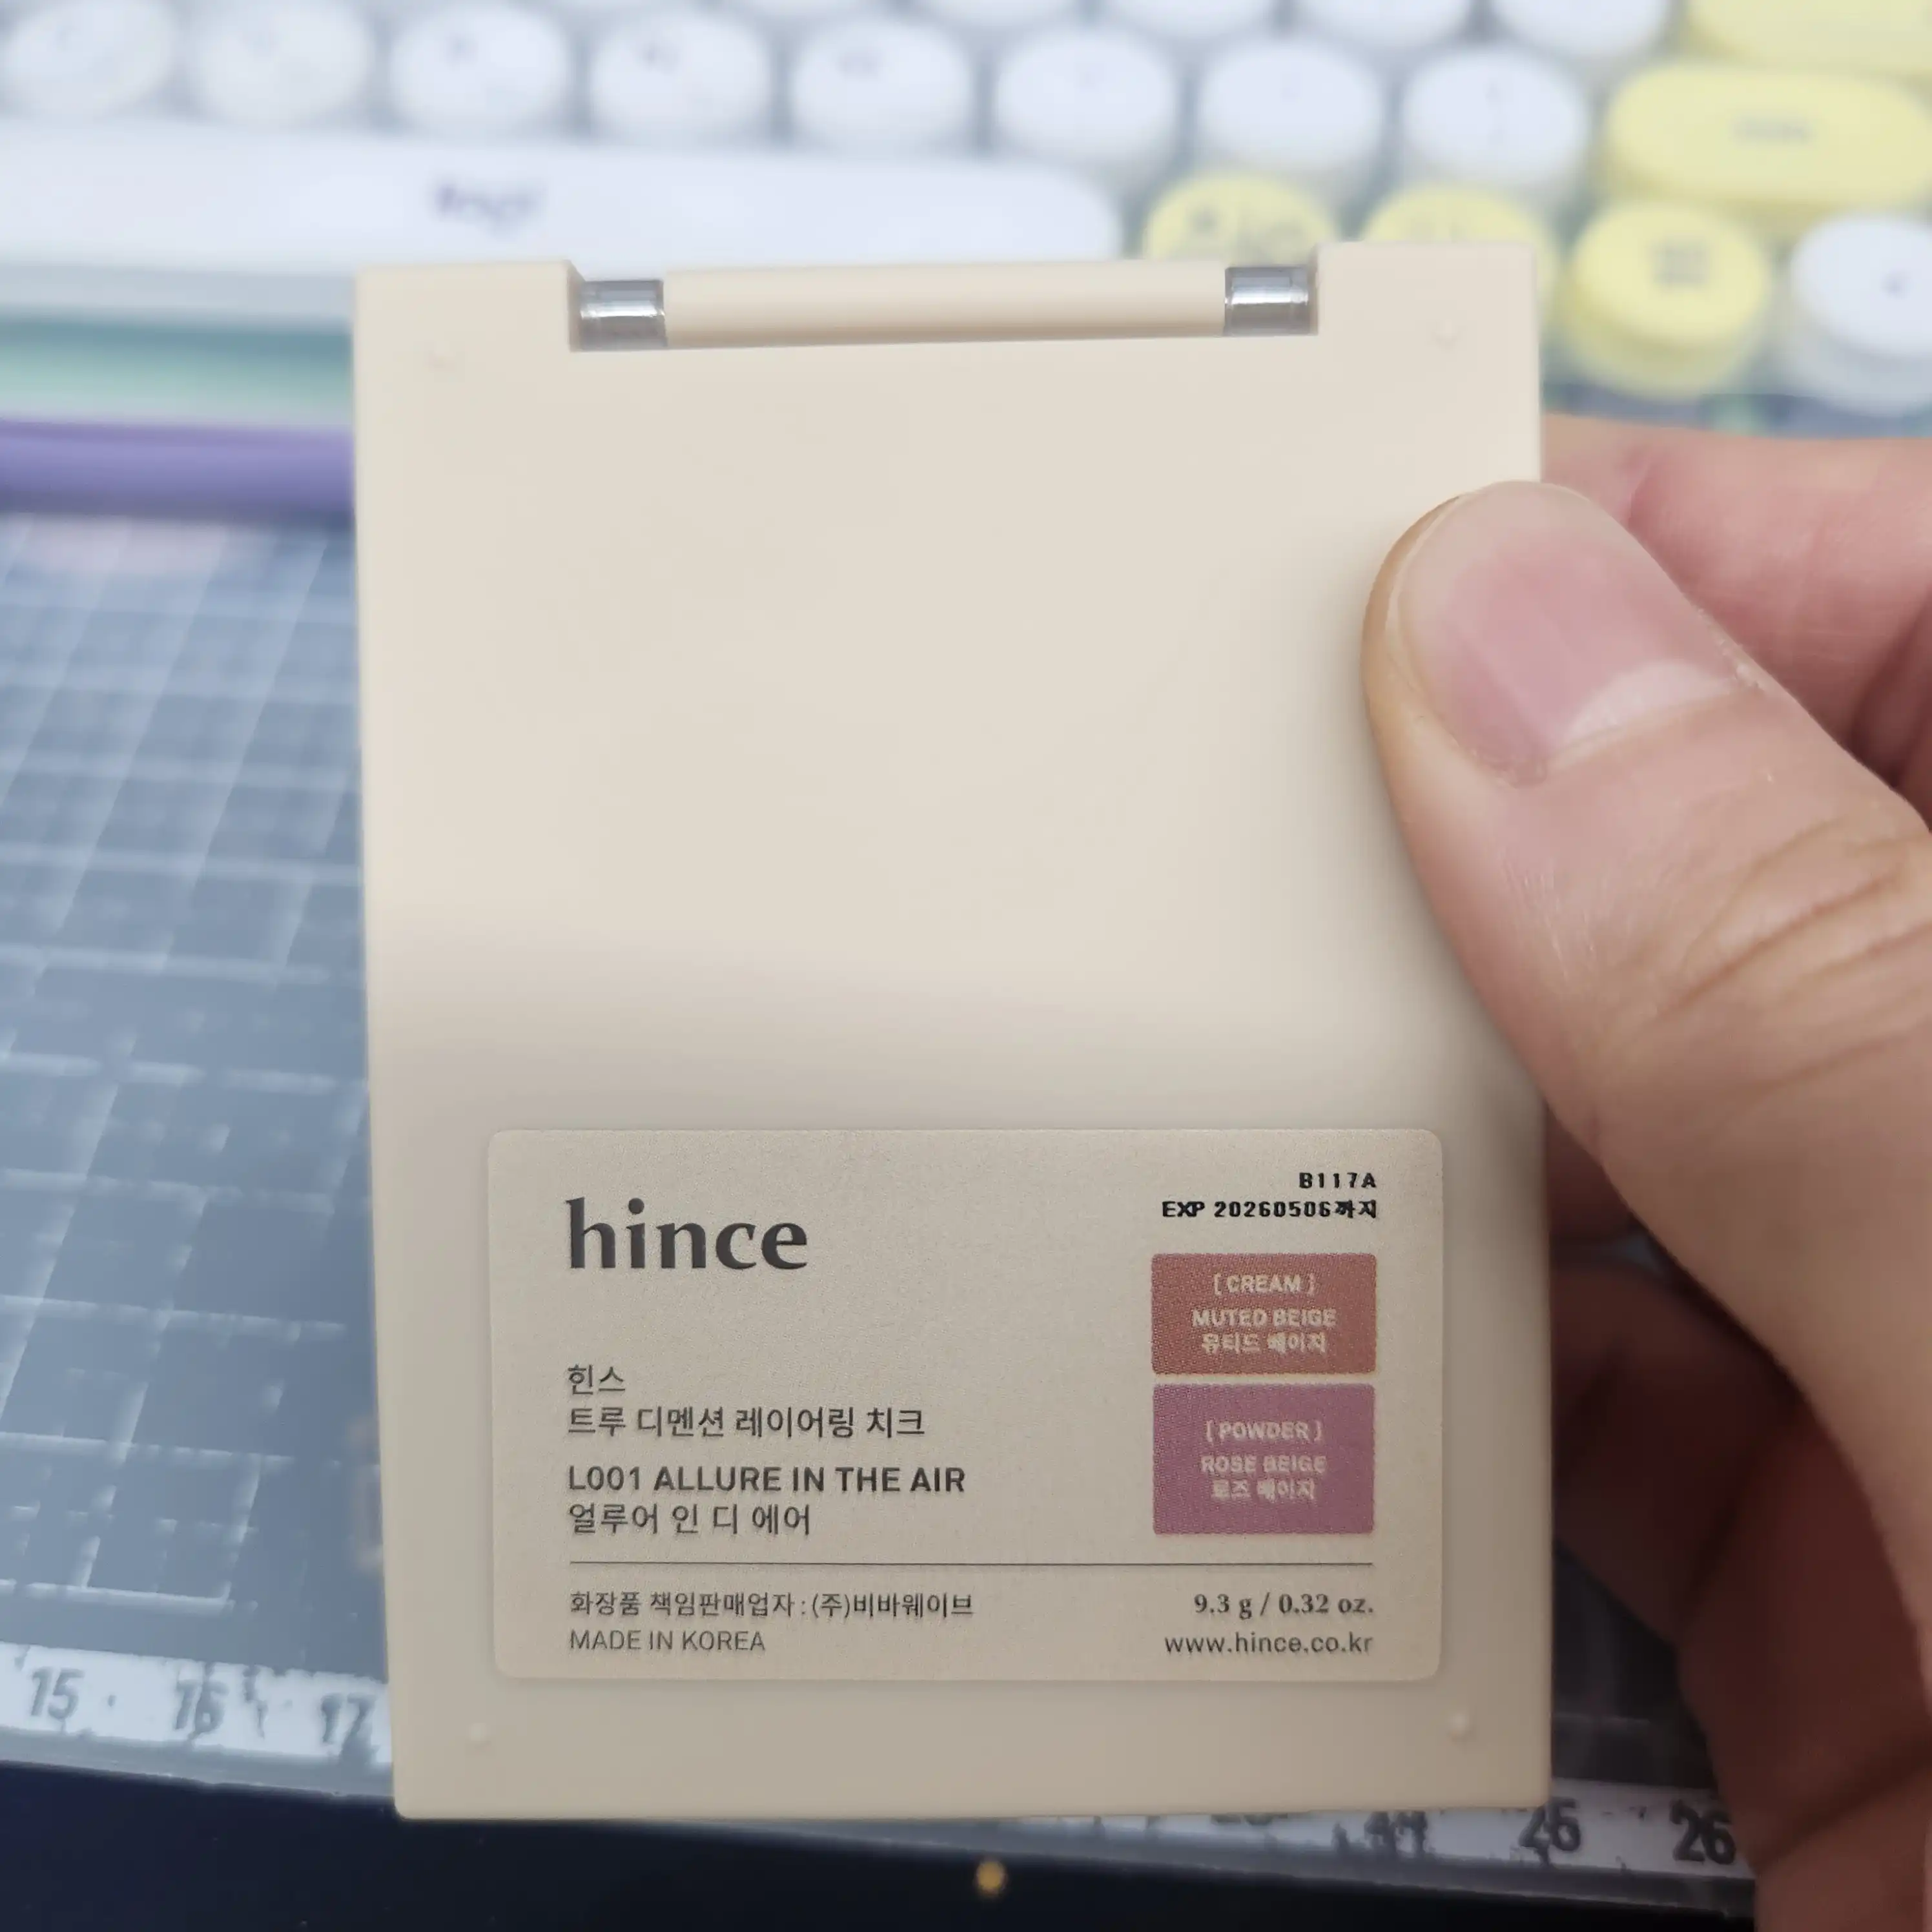 hince
B117A
EXP 20260506까지
[ CREAM ]
MUTED BEIGE
뮤티드 베이지
[ POWDER ]
ROSE BEIGE
로즈 베이지
힌스
트루 디멘션 레이어링 치크
L001 ALLURE IN THE AIR
얼루어 인 디 에어
화장품 책임판매업자 : (주)비바웨이브
MADE IN KOREA
9.3 g / 0.32 oz.
www.hince.co.kr
15 16 17
26